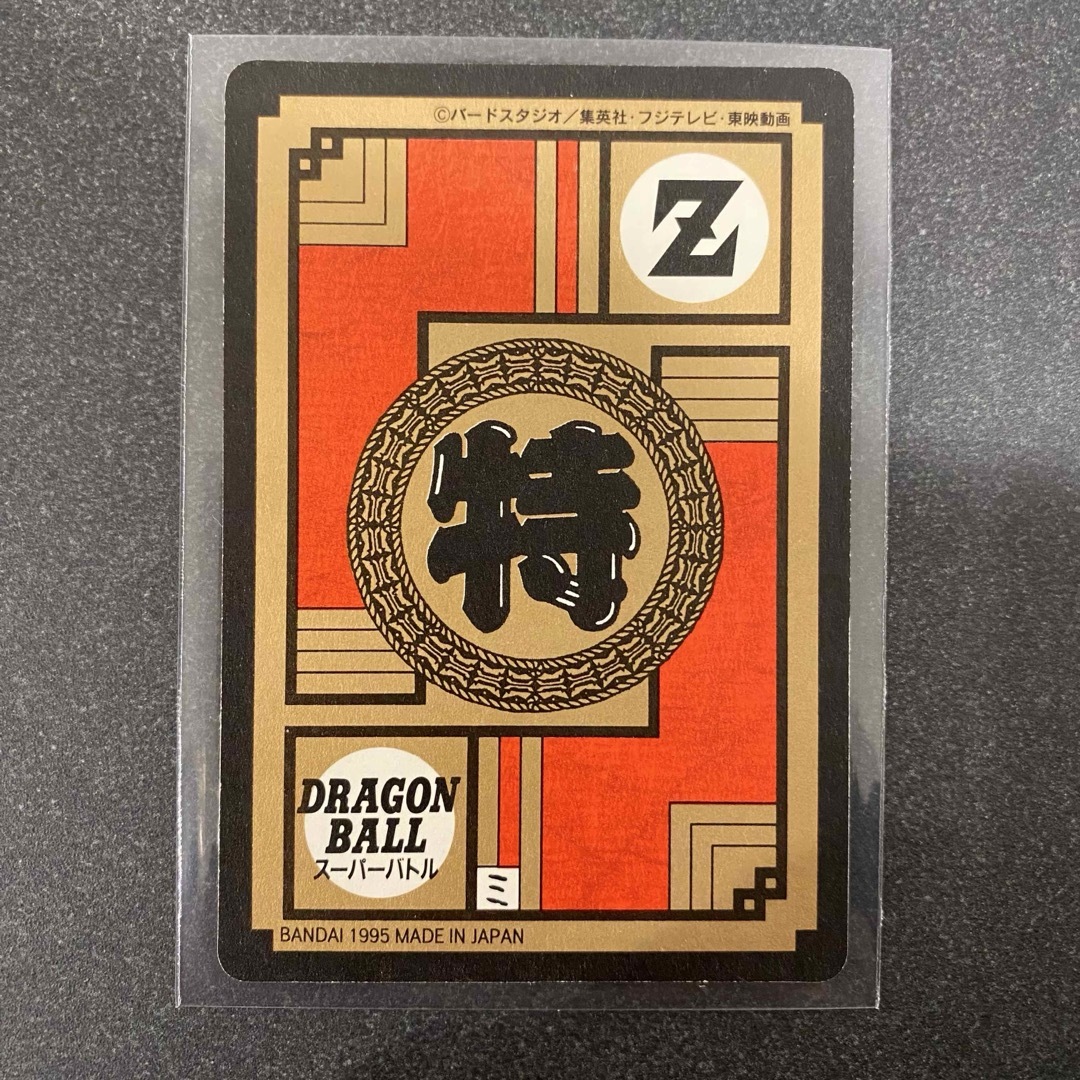 ©バードスタジオ／集英社・フジテレビ・東映動画
Z
特
DRAGON
BALL
スーパーバトル
ミ
BANDAI 1995 MADE IN JAPAN